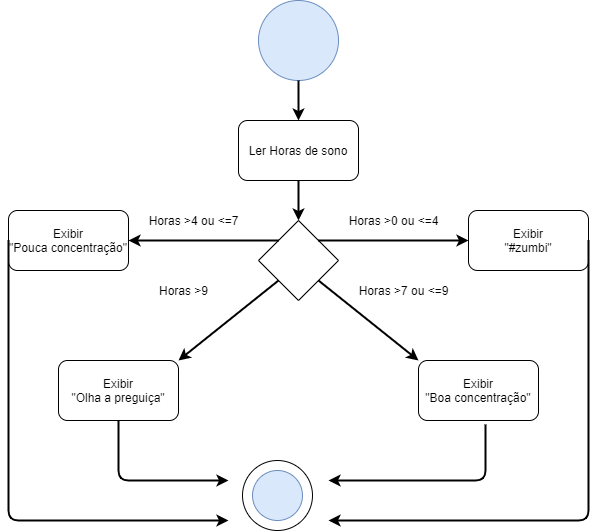 Ler Horas de sono
Horas >4 ou <=7
Horas >0 ou <=4
Exibir
"Pouca concentração"
Exibir
"#zumbi"
Horas >9
Horas >7 ou <=9
Exibir
"Olha a preguiça"
Exibir
"Boa concentração"